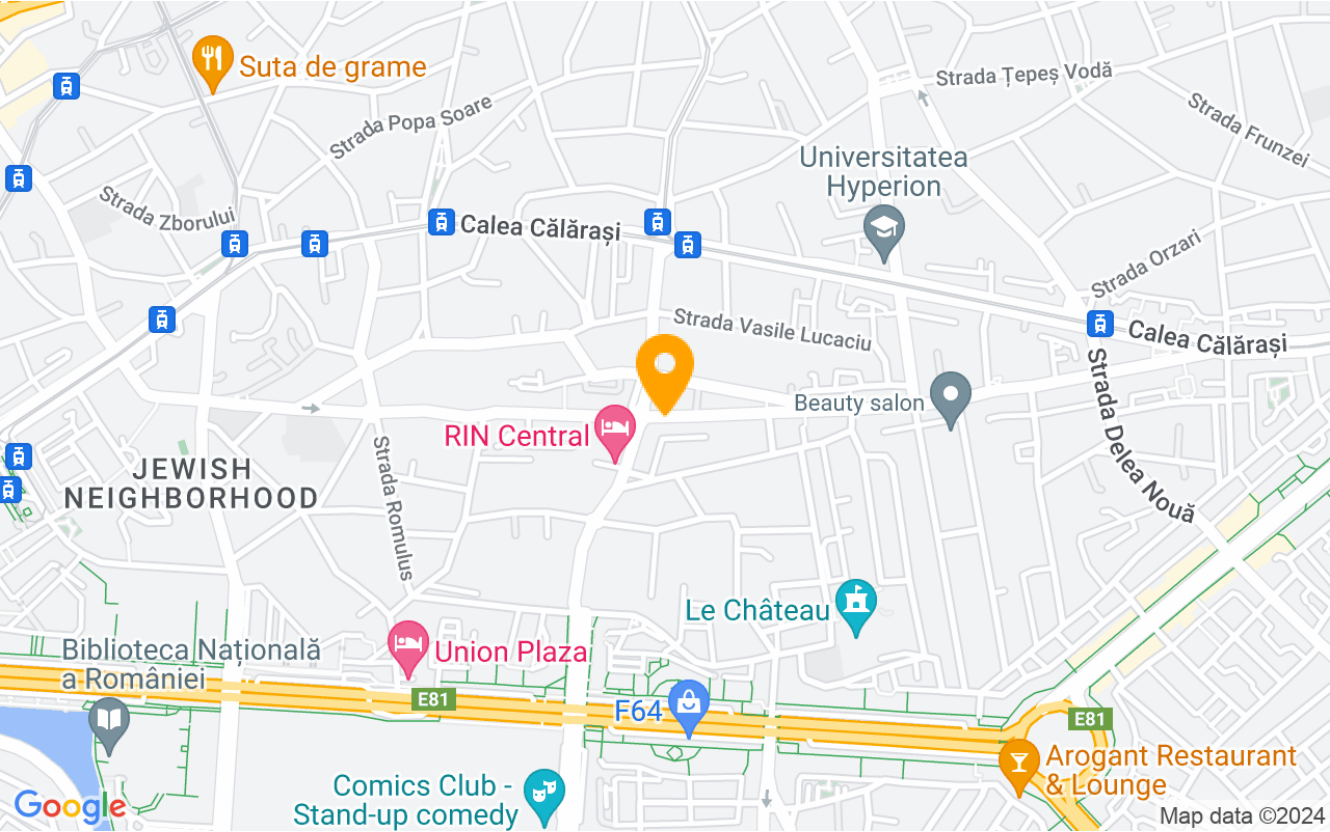 Suta de grame
Strada Țepeș Vodă
Strada Popa Soare
Strada Frunzei
Universitatea
Hyperion
Strada Zborului
Calea Călărași
Strada Orzari
Strada Vasile Lucaciu
Calea Călărași
Beauty salon
RIN Central
Strada Delea Nouă
JEWISH
NEIGHBORHOOD
Strada Romulus
Le Château
Biblioteca Națională
a României
Union Plaza
E81
F64
E81
Arogant Restaurant
& Lounge
Comics Club -
Stand-up comedy
Google
Map data ©2024